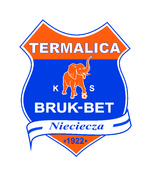 TERMALICA
K S
BRUK-BET
Nieciecza
•1922•